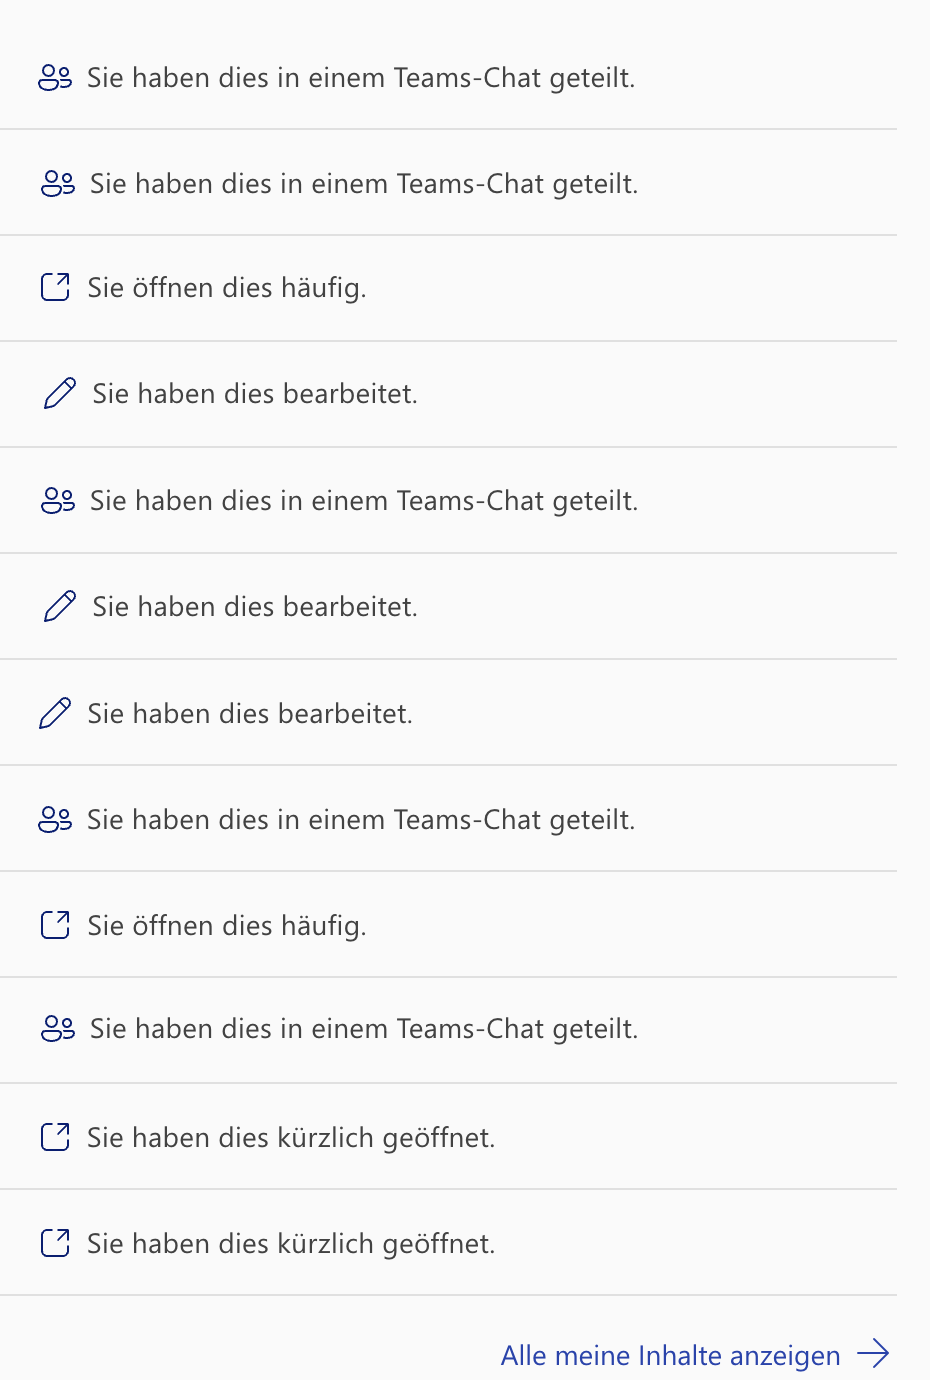 Sie haben dies in einem Teams-Chat geteilt.
Sie haben dies in einem Teams-Chat geteilt.
Sie öffnen dies häufig.
Sie haben dies bearbeitet.
Sie haben dies in einem Teams-Chat geteilt.
Sie haben dies bearbeitet.
Sie haben dies bearbeitet.
Sie haben dies in einem Teams-Chat geteilt.
Sie öffnen dies häufig.
Sie haben dies in einem Teams-Chat geteilt.
Sie haben dies kürzlich geöffnet.
Sie haben dies kürzlich geöffnet.
Alle meine Inhalte anzeigen